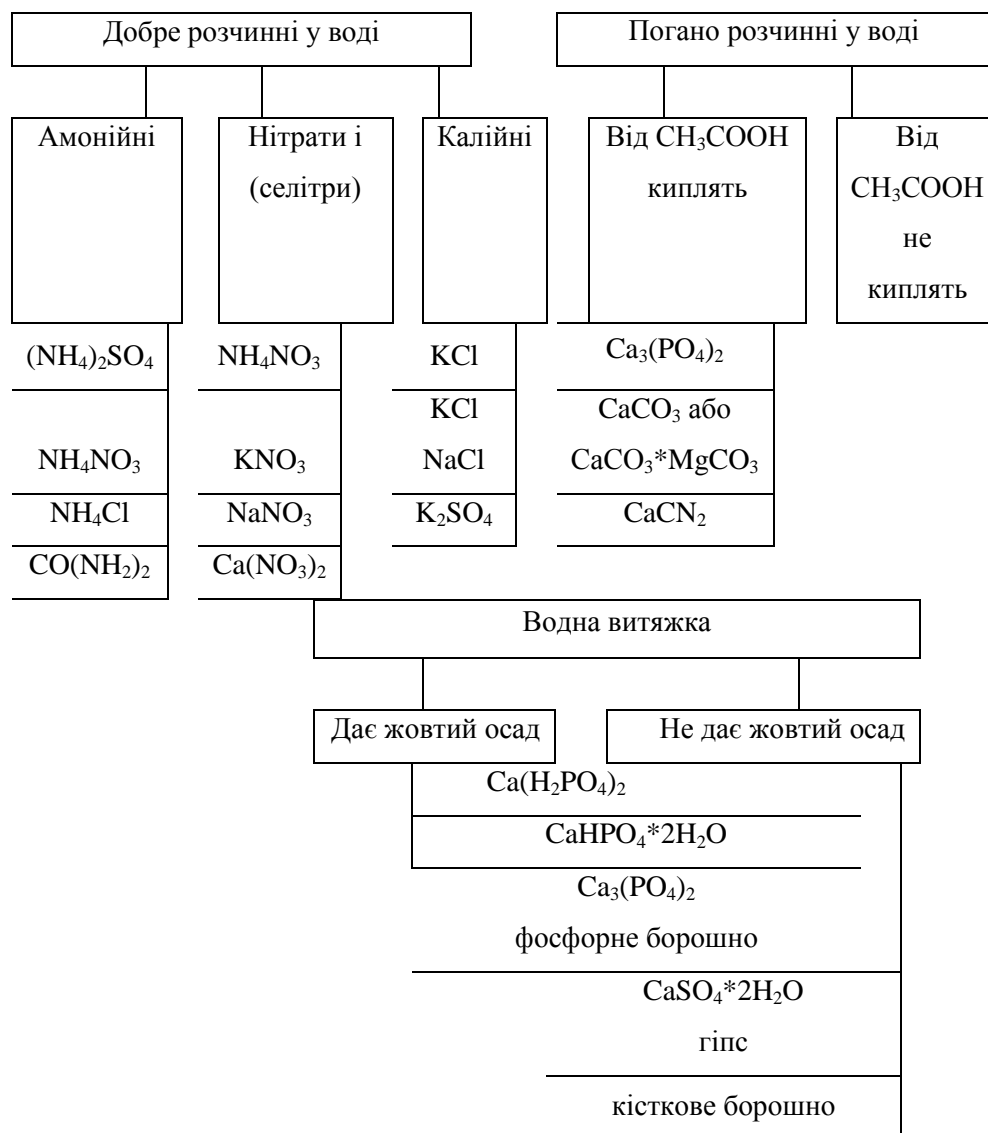 Добре розчинні у воді
Погано розчинні у воді
Амонійні
Нітрати і
(селітри)
Калійні
Від CH₃COOH
киплять
Від
CH₃COOH
не
киплять
(NH₄)₂SO₄
NH₄NO₃
NH₄Cl
CO(NH₂)₂
NH₄NO₃
KNO₃
NaNO₃
Ca(NO₃)₂
KCl
KCl
NaCl
K₂SO₄
Ca₃(PO₄)₂
CaCO₃ або
CaCO₃*MgCO₃
CaCN₂
Водна витяжка
Дає жовтий осад
Не дає жовтий осад
Ca(H₂PO₄)₂
CaHPO₄*2H₂O
Ca₃(PO₄)₂
фосфорне борошно
CaSO₄*2H₂O
гіпс
кісткове борошно